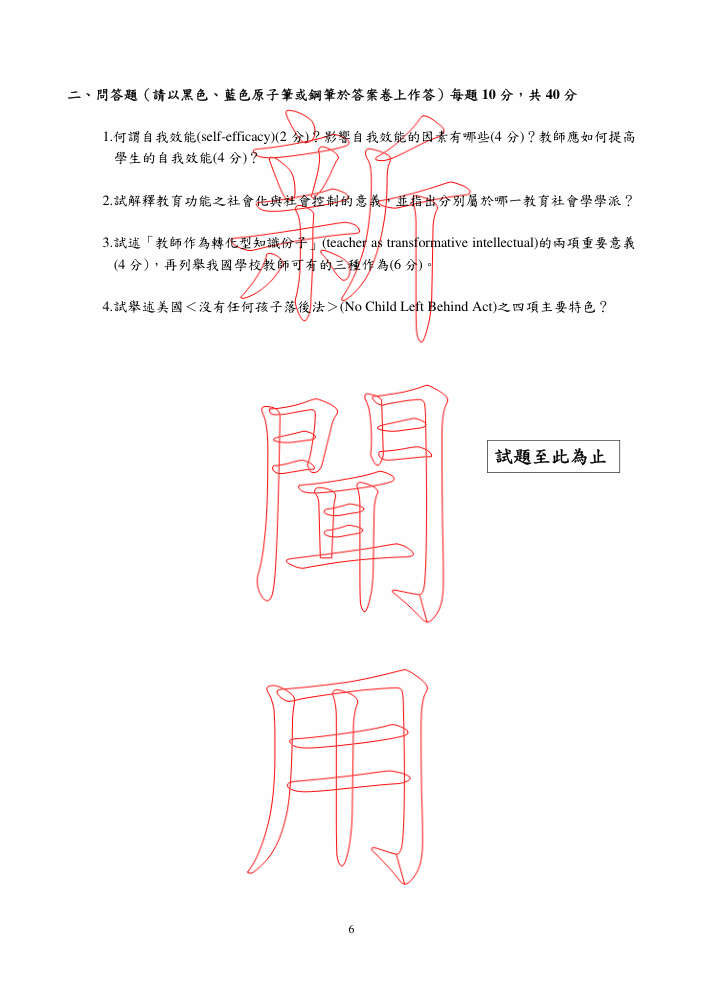 二、問答題（請以黑色、藍色原子筆或鋼筆於答案卷上作答）每題 10 分，共 40 分
1.何謂自我效能(self-efficacy)(2 分)？影響自我效能的因素有哪些(4 分)？教師應如何提高
學生的自我效能(4 分)？
2.試解釋教育功能之社會化與社會控制的意義，並指出分別屬於哪一教育社會學學派？
3.試述「教師作為轉化型知識份子」(teacher as transformative intellectual)的兩項重要意義
(4 分)，再列舉我國學校教師可有的三種作為(6 分)。
4.試舉述美國＜沒有任何孩子落後法＞(No Child Left Behind Act)之四項主要特色？
新
聞
用
試題至此為止
6